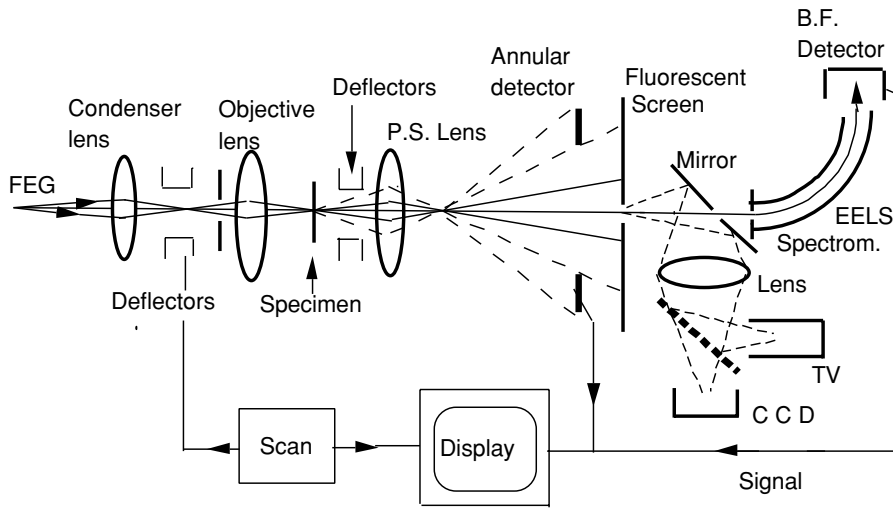 B.F.
Detector
Annular
detector
Fluorescent
Screen
Deflectors
Condenser
lens
Objective
lens
P.S. Lens
Mirror
FEG
EELS
Spectrom.
Deflectors
Specimen
Lens
TV
C C D
Scan
Display
Signal